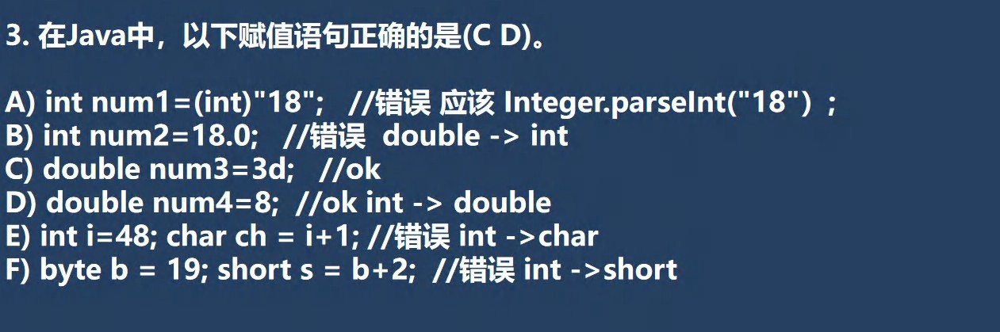 3. 在Java中，以下赋值语句正确的是(C D)。
A) int num1=(int)"18";   //错误 应该 Integer.parseInt("18")；
B) int num2=18.0;   //错误  double -> int
C) double num3=3d;   //ok
D) double num4=8;  //ok int -> double
E) int i=48; char ch = i+1; //错误 int ->char
F) byte b = 19; short s = b+2;  //错误 int ->short